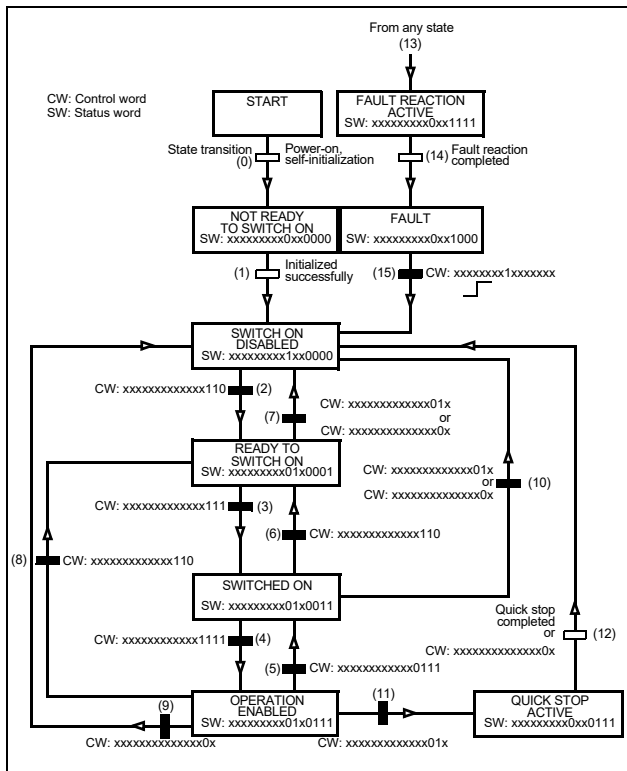 From any state
(13)
CW: Control word
SW: Status word
START
FAULT REACTION
ACTIVE
SW: xxxxxxxxx0xx1111
State transition
(0)
Power-on,
self-initialization
(14)
Fault reaction
completed
NOT READY
TO SWITCH ON
SW: xxxxxxxxx0xx0000
FAULT
SW: xxxxxxxxx0xx1000
(1)
Initialized
successfully
(15)
CW: xxxxxxxx1xxxxxxx
SWITCH ON
DISABLED
SW: xxxxxxxxx1xx0000
CW: xxxxxxxxxxxxx110
(2)
(7)
CW: xxxxxxxxxxxxx01x
or
CW: xxxxxxxxxxxxxx0x
READY TO
SWITCH ON
SW: xxxxxxxxx01x0001
CW: xxxxxxxxxxxxx01x
or
CW: xxxxxxxxxxxxxx0x
(10)
CW: xxxxxxxxxxxxx111
(3)
(6)
CW: xxxxxxxxxxxxx110
(8)
CW: xxxxxxxxxxxxx110
SWITCHED ON
SW: xxxxxxxxx01x0011
Quick stop
completed
or
CW: xxxxxxxxxxxxxx0x
(12)
CW: xxxxxxxxxxxx1111
(4)
(5)
CW: xxxxxxxxxxxx0111
(9)
OPERATION
ENABLED
SW: xxxxxxxxx01x0111
(11)
QUICK STOP
ACTIVE
SW: xxxxxxxxx0xx0111
CW: xxxxxxxxxxxxxx0x
CW: xxxxxxxxxxxxx01x